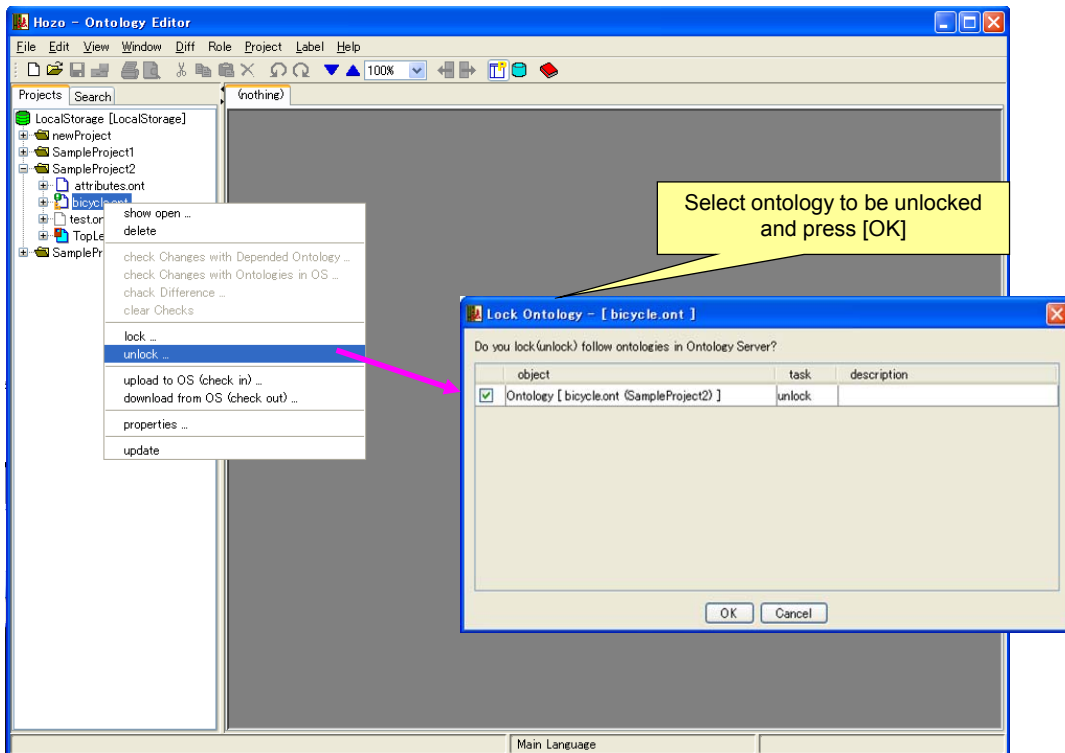 Hozo - Ontology Editor
File Edit View Window Diff Role Project Label Help
100%
Projects Search
(nothing)
LocalStorage [LocalStorage]
newProject
SampleProject1
SampleProject2
attributes.ont
bicycle.ont
test.on
TopLe
SamplePr
show open ...
delete
check Changes with Depended Ontology ...
check Changes with Ontologies in OS ...
chack Difference ...
clear Checks
lock ...
unlock ...
upload to OS (check in) ...
download from OS (check out) ...
properties ...
update
Select ontology to be unlocked
and press [OK]
Lock Ontology - [ bicycle.ont ]
Do you lock(unlock) follow ontologies in Ontology Server?
object task description
Ontology [ bicycle.ont (SampleProject2) ] unlock
OK Cancel
Main Language